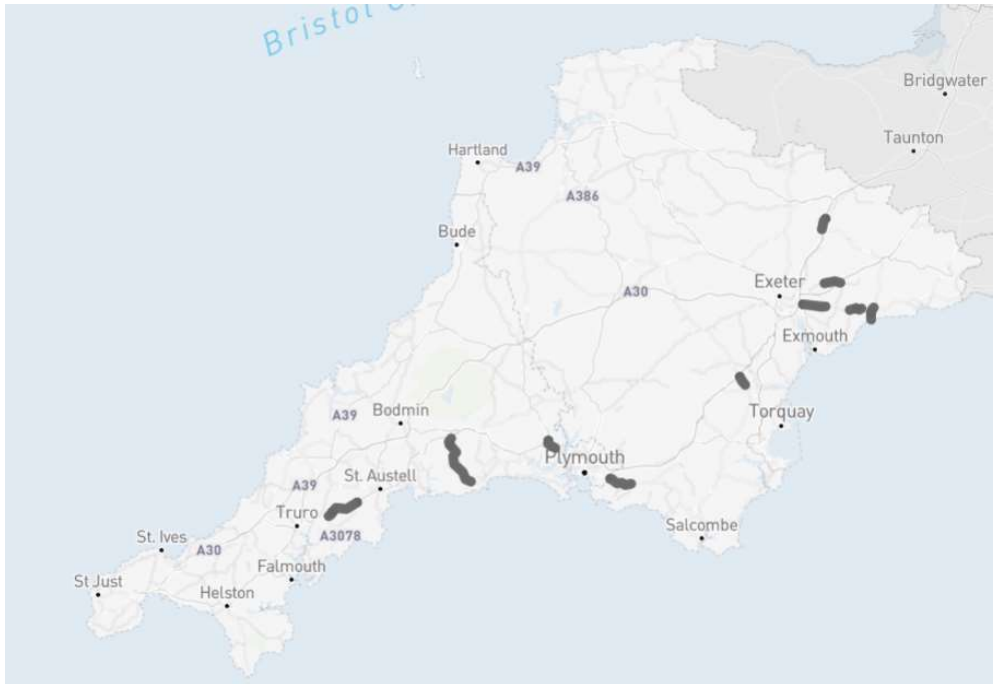 Bristol
Bridgwater
Taunton
Hartland
A39
A386
Bude
Exeter
A30
Exmouth
A39
Bodmin
Torquay
Plymouth
St. Austell
A39
Truro
A3078
Salcombe
St. Ives
A30
Falmouth
St Just
Helston